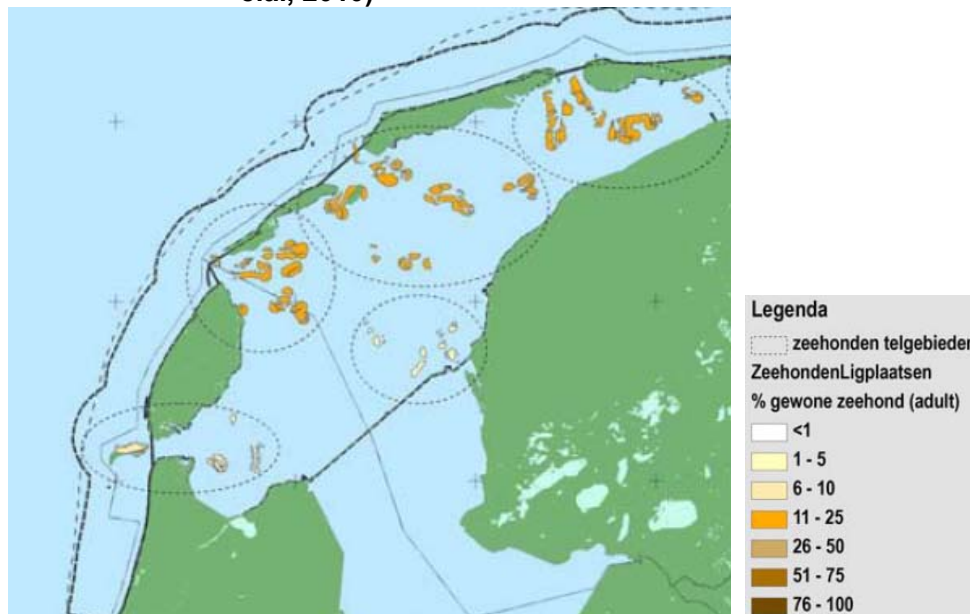 Legenda
zeehonden telgebieden
ZeehondenLigplaatsen
% gewone zeehond (adult)
<1
1 - 5
6 - 10
11 - 25
26 - 50
51 - 75
76 - 100